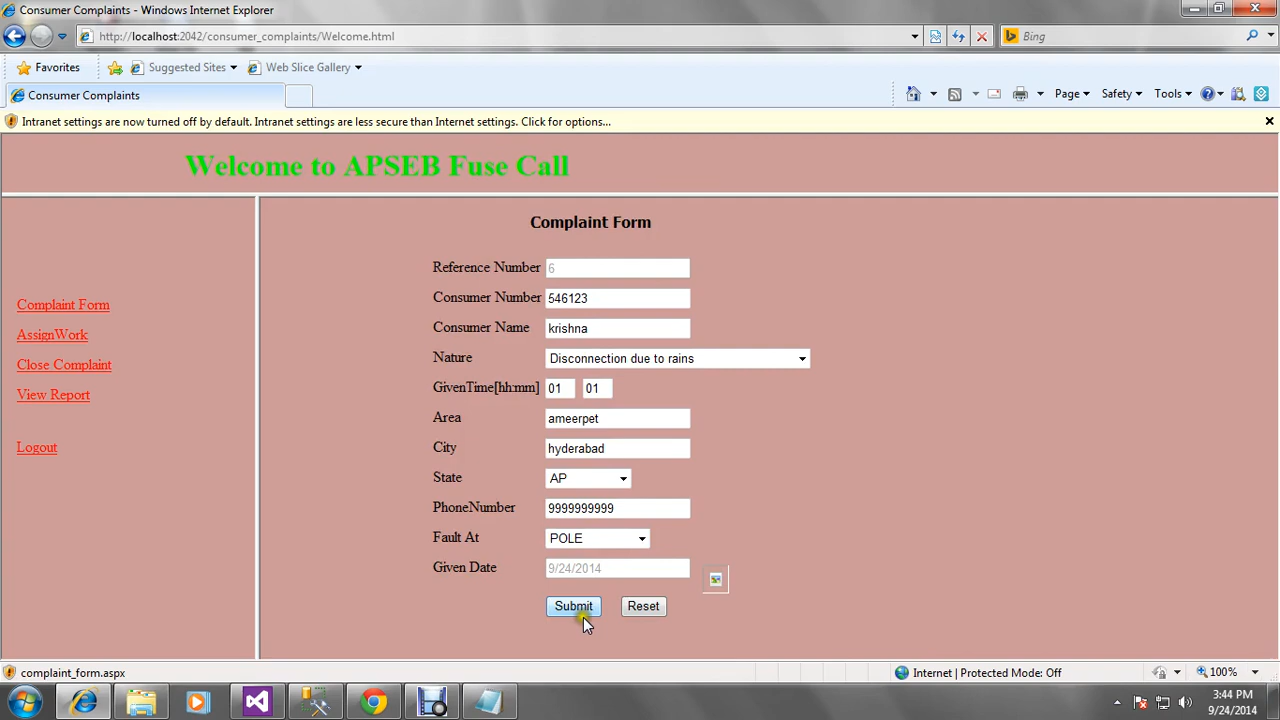 Consumer Complaints - Windows Internet Explorer
http://localhost:2042/consumer_complaints/Welcome.html
Bing
Favorites Suggested Sites Web Slice Gallery
Consumer Complaints
Page Safety Tools
Intranet settings are now turned off by default. Intranet settings are less secure than Internet settings. Click for options...
Welcome to APSEB Fuse Call
Complaint Form
AssignWork
Close Complaint
View Report
Logout
Complaint Form
Reference Number 6
Consumer Number 546123
Consumer Name krishna
Nature Disconnection due to rains
GivenTime[hh:mm] 01 01
Area ameerpet
City hyderabad
State AP
PhoneNumber 9999999999
Fault At POLE
Given Date 9/24/2014
Submit Reset
complaint_form.aspx
Internet | Protected Mode: Off
100%
3:44 PM
9/24/2014